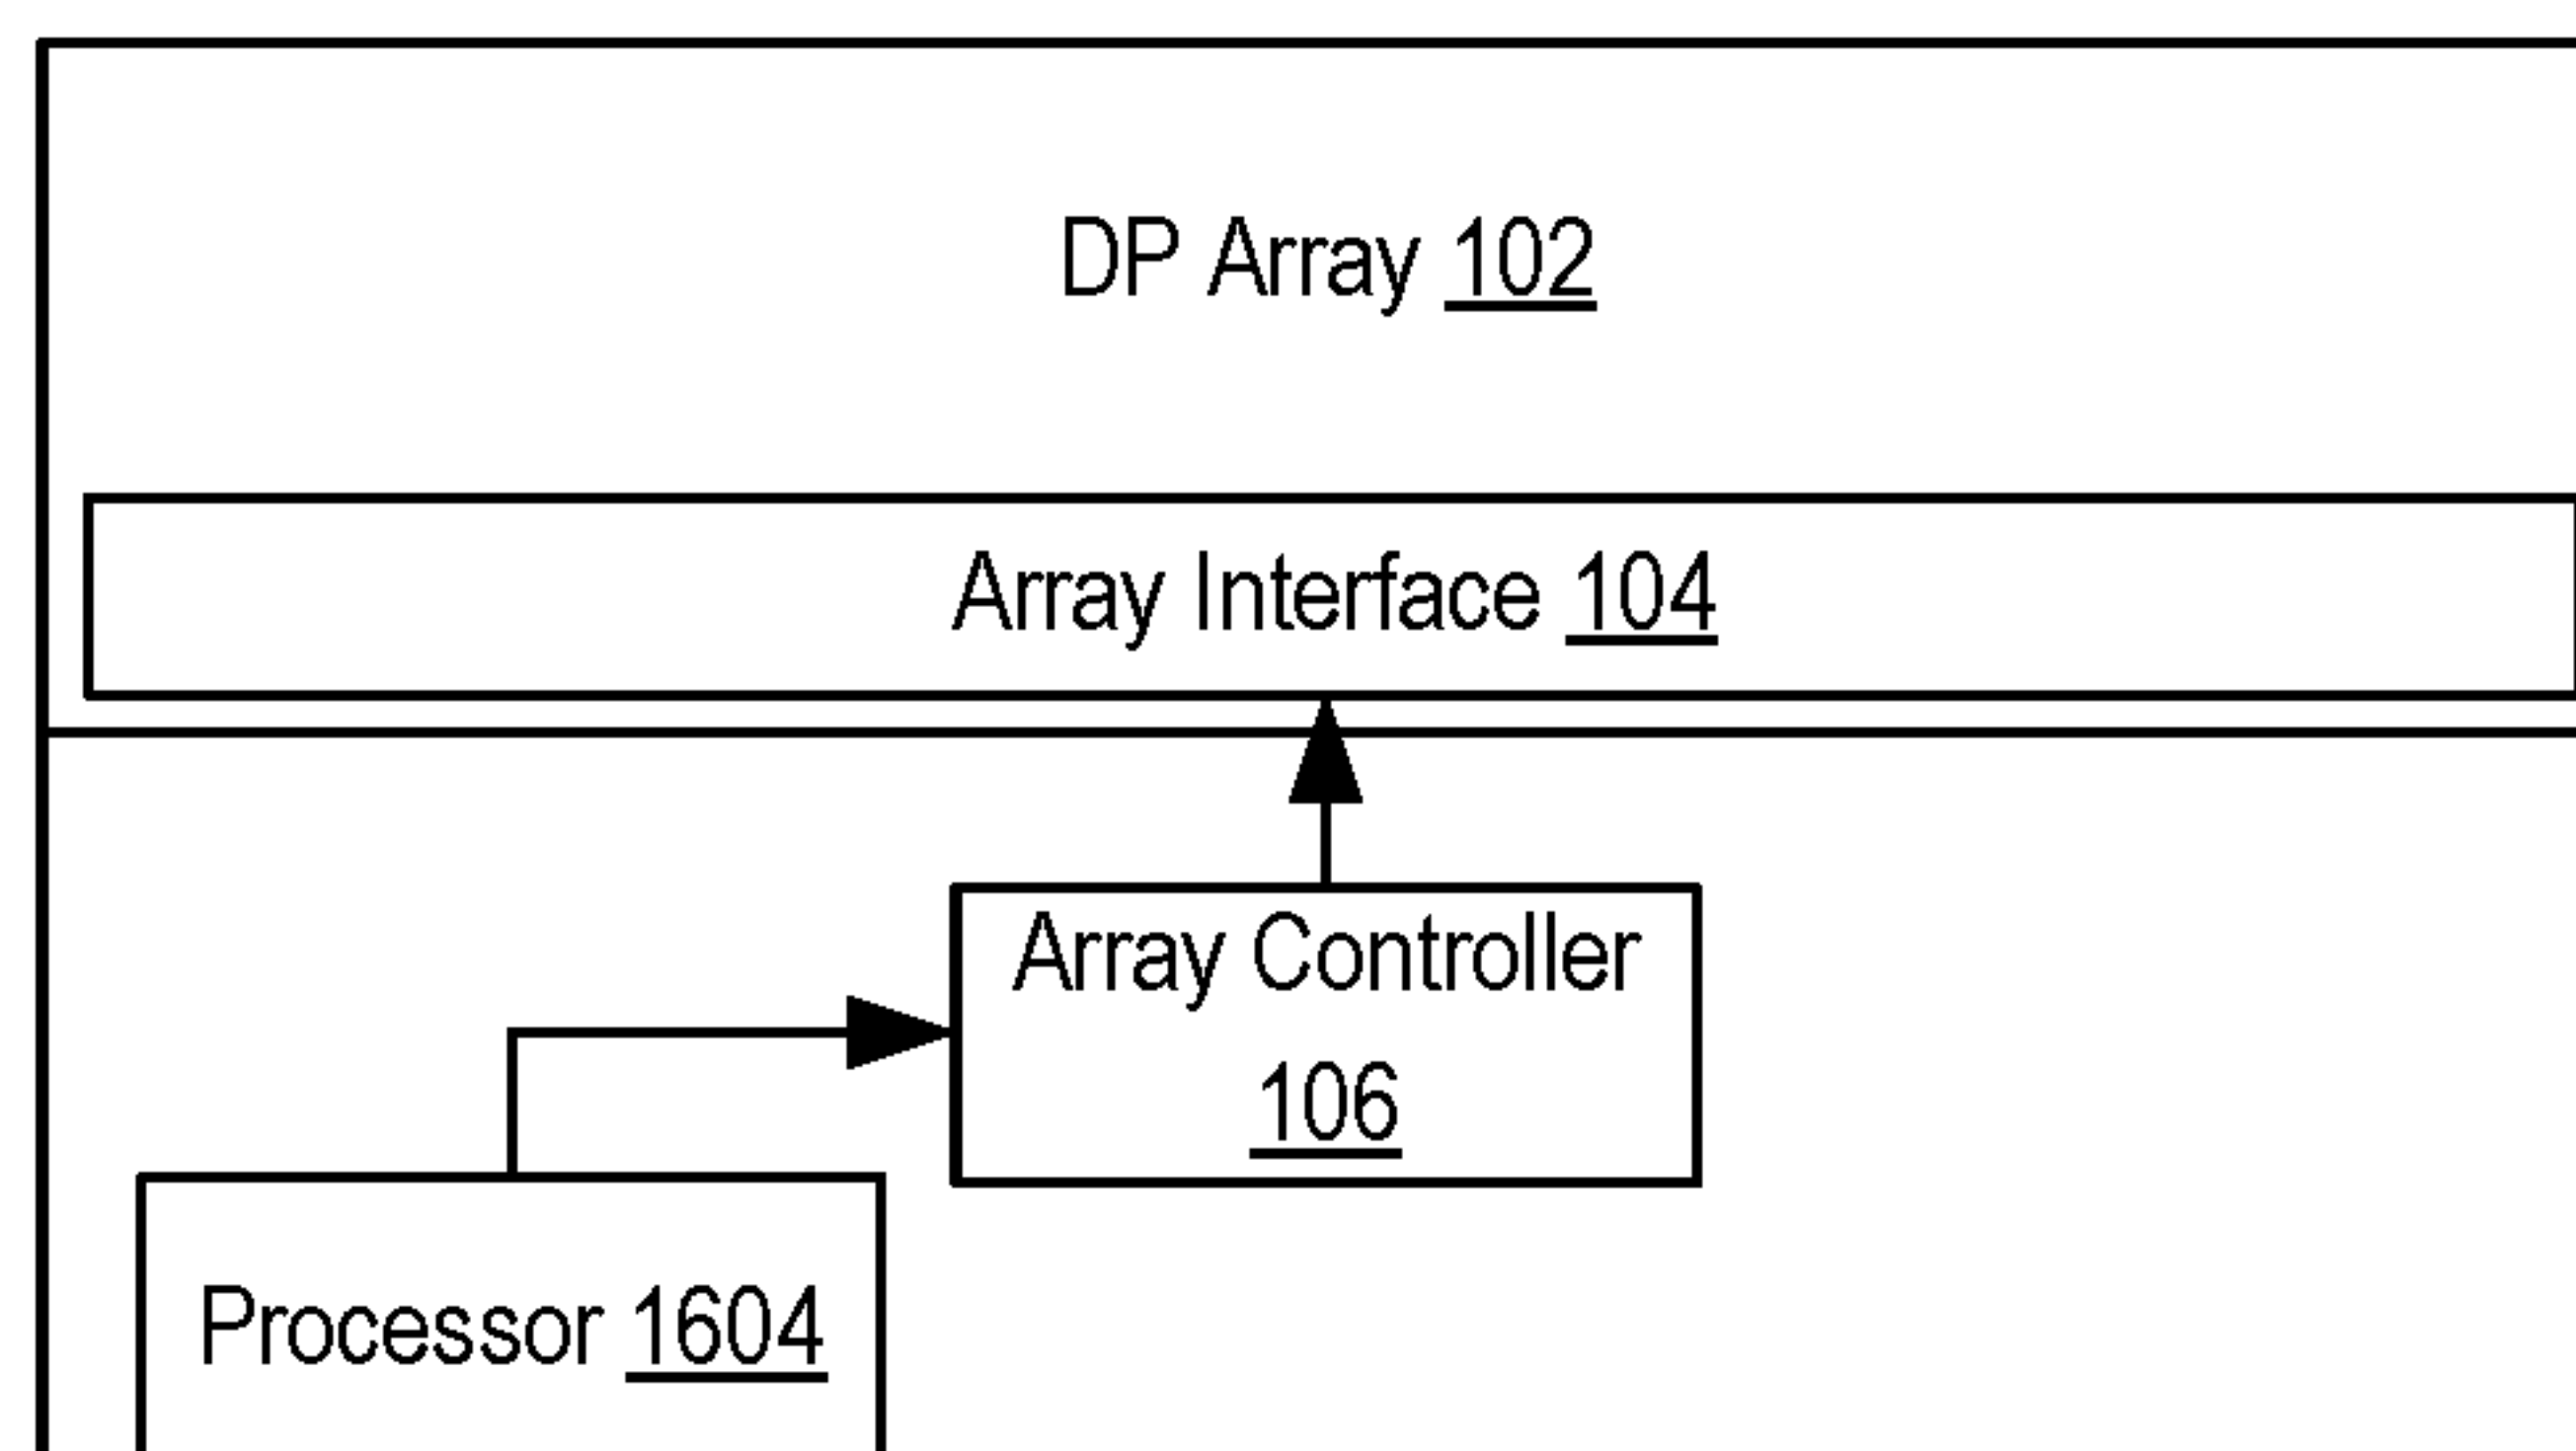 DP Array 102
Array Interface 104
Array Controller
106
Processor 1604